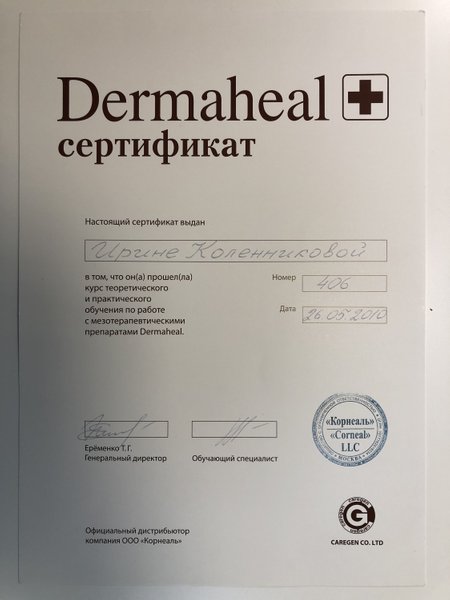 Dermaheal
сертификат
Настоящий сертификат выдан
Ирине Коленниковой
в том, что он(а) прошел(ла)
курс теоретического
и практического
обучения по работе
с мезотерапевтическими
препаратами Dermaheal.
Номер
406
Дата
26.05.2010
Ерёменко Т. Г.
Генеральный директор
Обучающий специалист
«Корнеаль»
«Corneal»
LLC
МОСКВА
Официальный дистрибьютор
компания ООО «Корнеаль»
caregen
caregen
CAREGEN CO. LTD